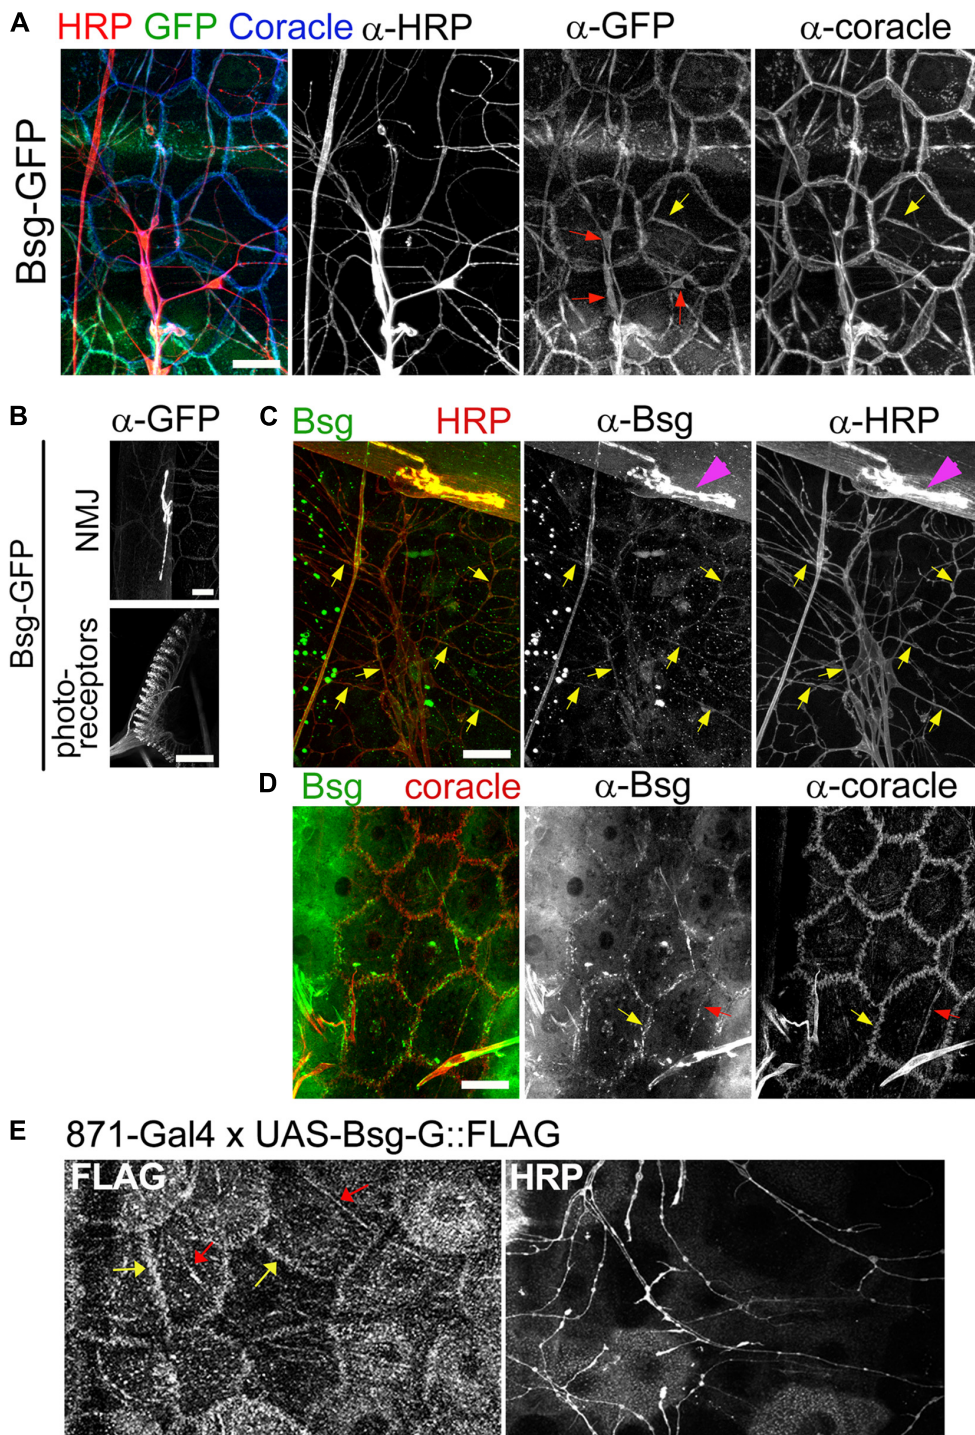 A HRP GFP Coracle α-HRP α-GFP α-coracle
Bsg-GFP
B α-GFP
Bsg-GFP
NMJ
photo-
receptors
C Bsg HRP α-Bsg α-HRP
D Bsg coracle α-Bsg α-coracle
E 871-Gal4 x UAS-Bsg-G::FLAG
FLAG HRP